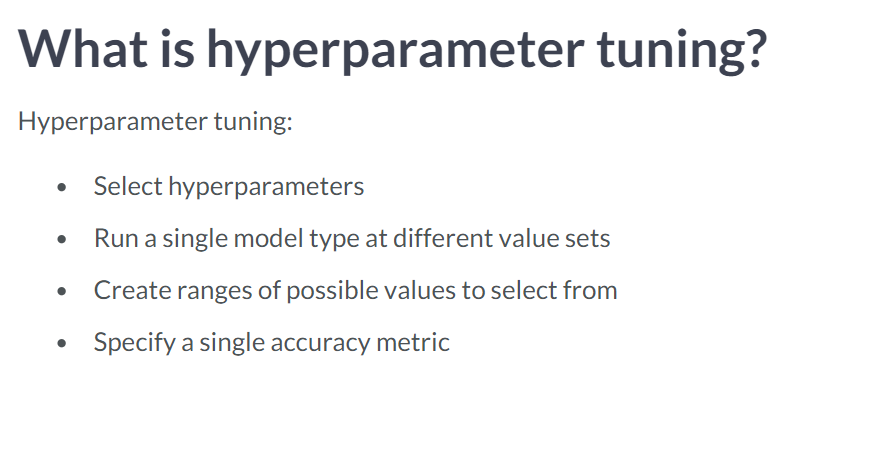 What is hyperparameter tuning?
Hyperparameter tuning:
• Select hyperparameters
• Run a single model type at different value sets
• Create ranges of possible values to select from
• Specify a single accuracy metric